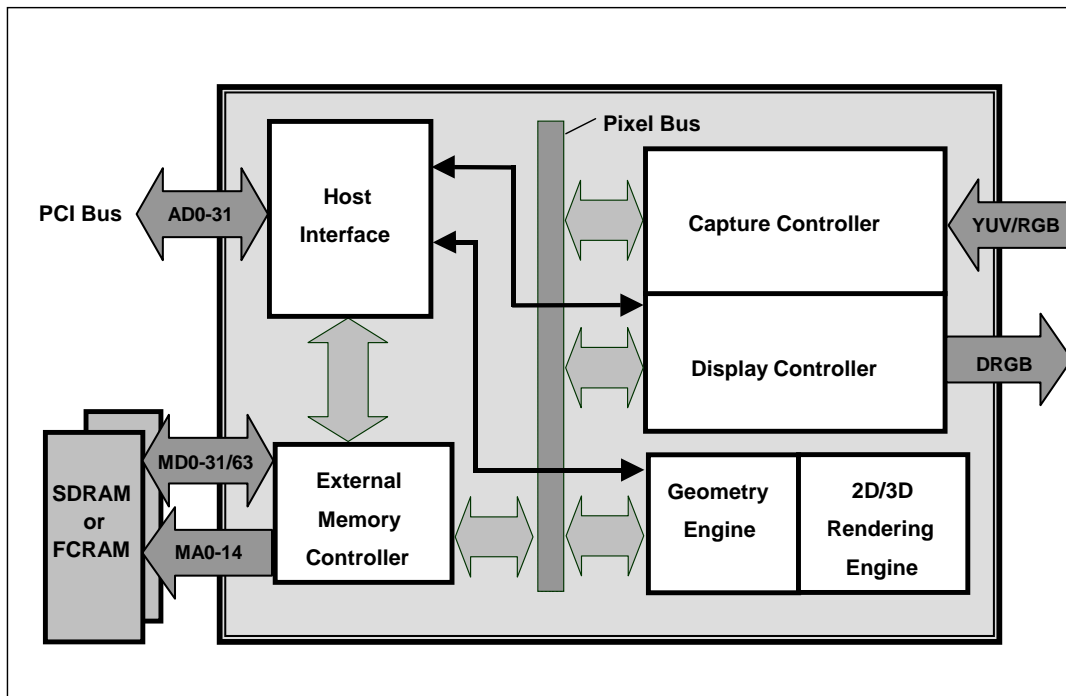 Pixel Bus
PCI Bus
AD0-31
Host
Interface
Capture Controller
YUV/RGB
Display Controller
DRGB
SDRAM
or
FCRAM
MD0-31/63
MA0-14
External
Memory
Controller
Geometry
Engine
2D/3D
Rendering
Engine